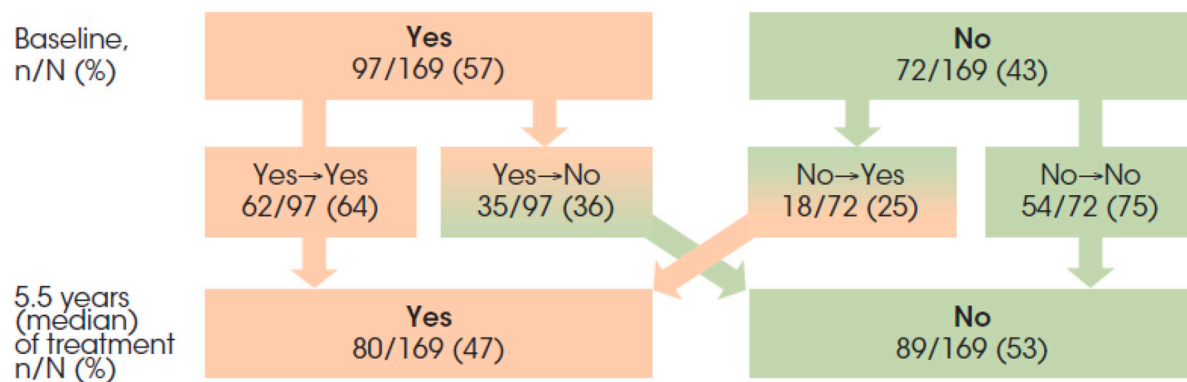 Baseline,
n/N (%)
Yes
97/169 (57)
No
72/169 (43)
Yes→Yes
62/97 (64)
Yes→No
35/97 (36)
No→Yes
18/72 (25)
No→No
54/72 (75)
5.5 years
(median)
of treatment
n/N (%)
Yes
80/169 (47)
No
89/169 (53)